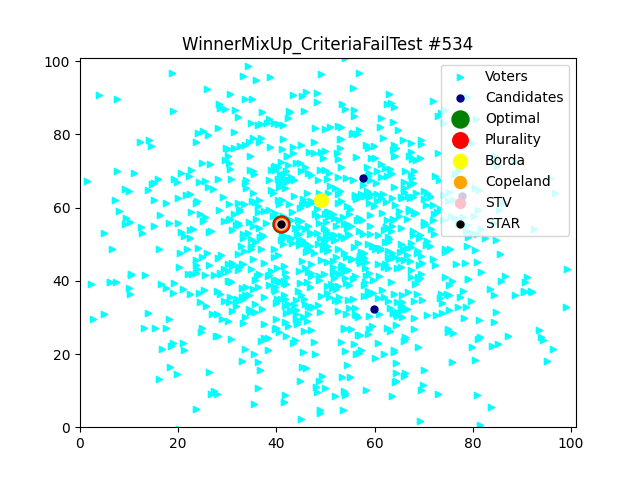 WinnerMixUp_CriteriaFailTest #534
100
80
60
40
20
0
0
20
40
60
80
100
Voters
Candidates
Optimal
Plurality
Borda
Copeland
STV
STAR